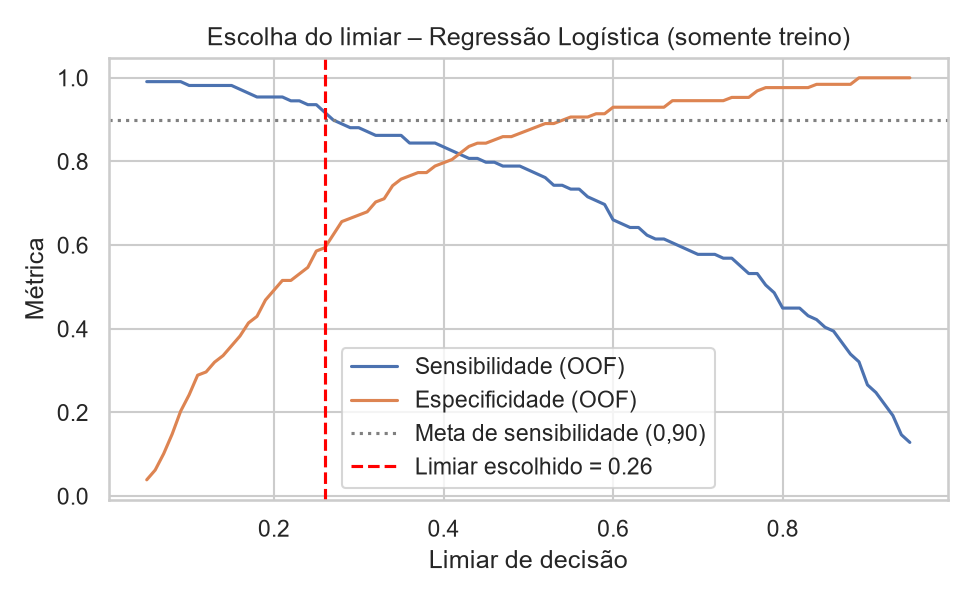 Escolha do limiar – Regressão Logística (somente treino)
Métrica
1.0
0.8
0.6
0.4
0.2
0.0
Sensibilidade (OOF)
Especificidade (OOF)
Meta de sensibilidade (0,90)
Limiar escolhido = 0.26
0.2 0.4 0.6 0.8
Limiar de decisão